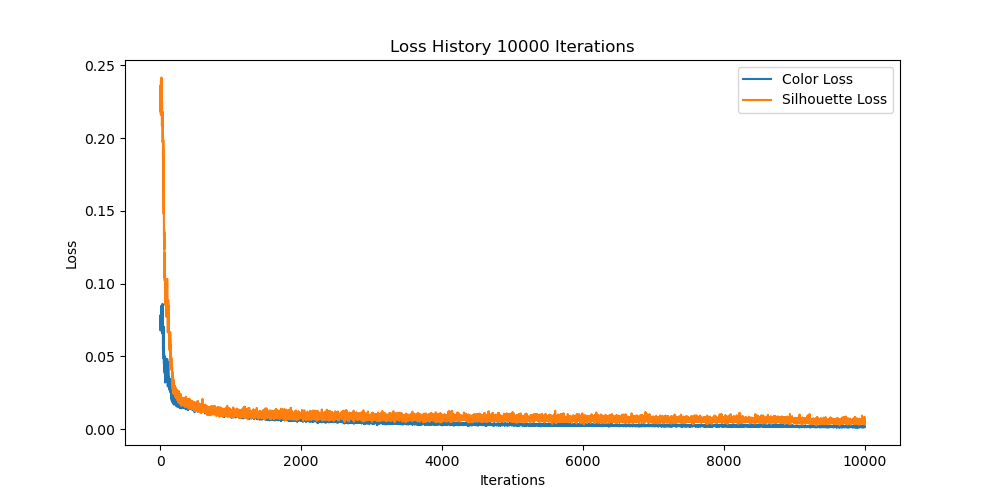 Loss History 10000 Iterations
Color Loss
Silhouette Loss
Loss
0.25
0.20
0.15
0.10
0.05
0.00
0 2000 4000 6000 8000 10000
Iterations